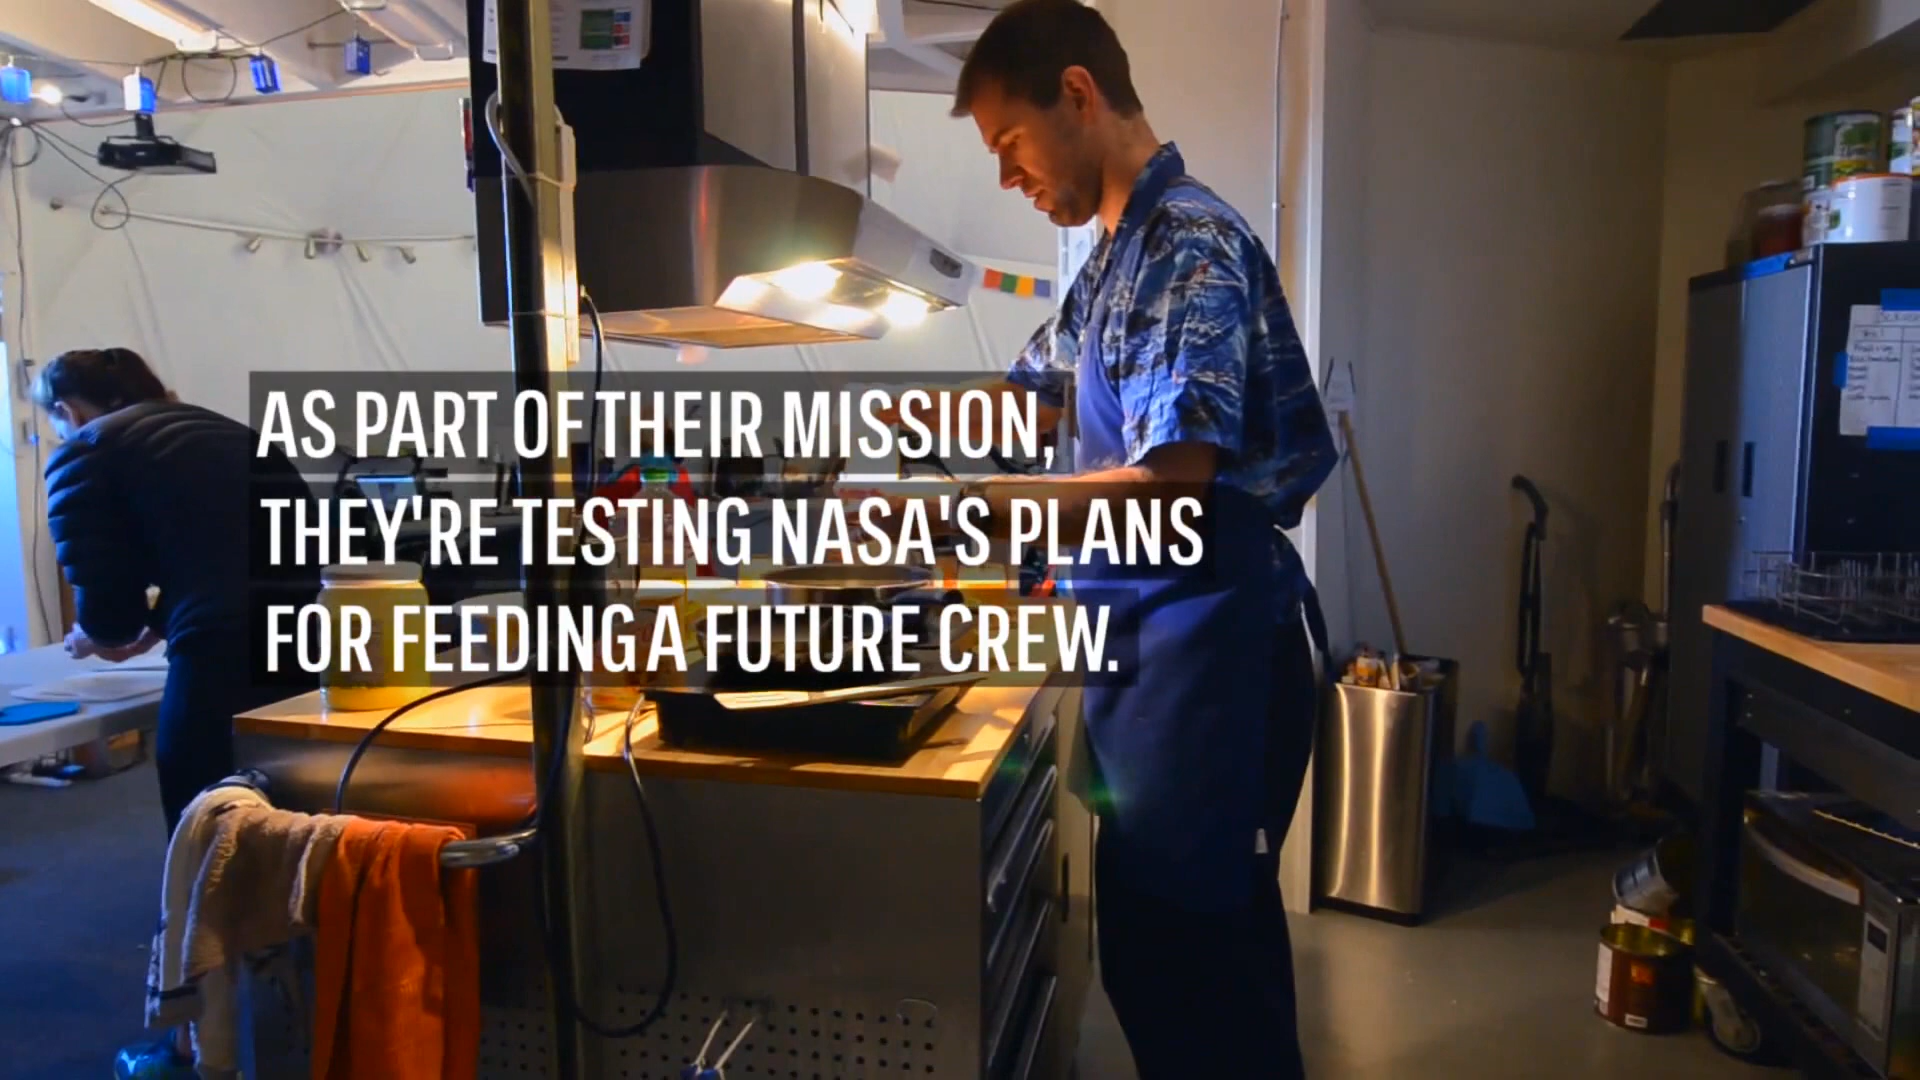 AS PART OF THEIR MISSION,
THEY'RE TESTING NASA'S PLANS
FOR FEEDING A FUTURE CREW.